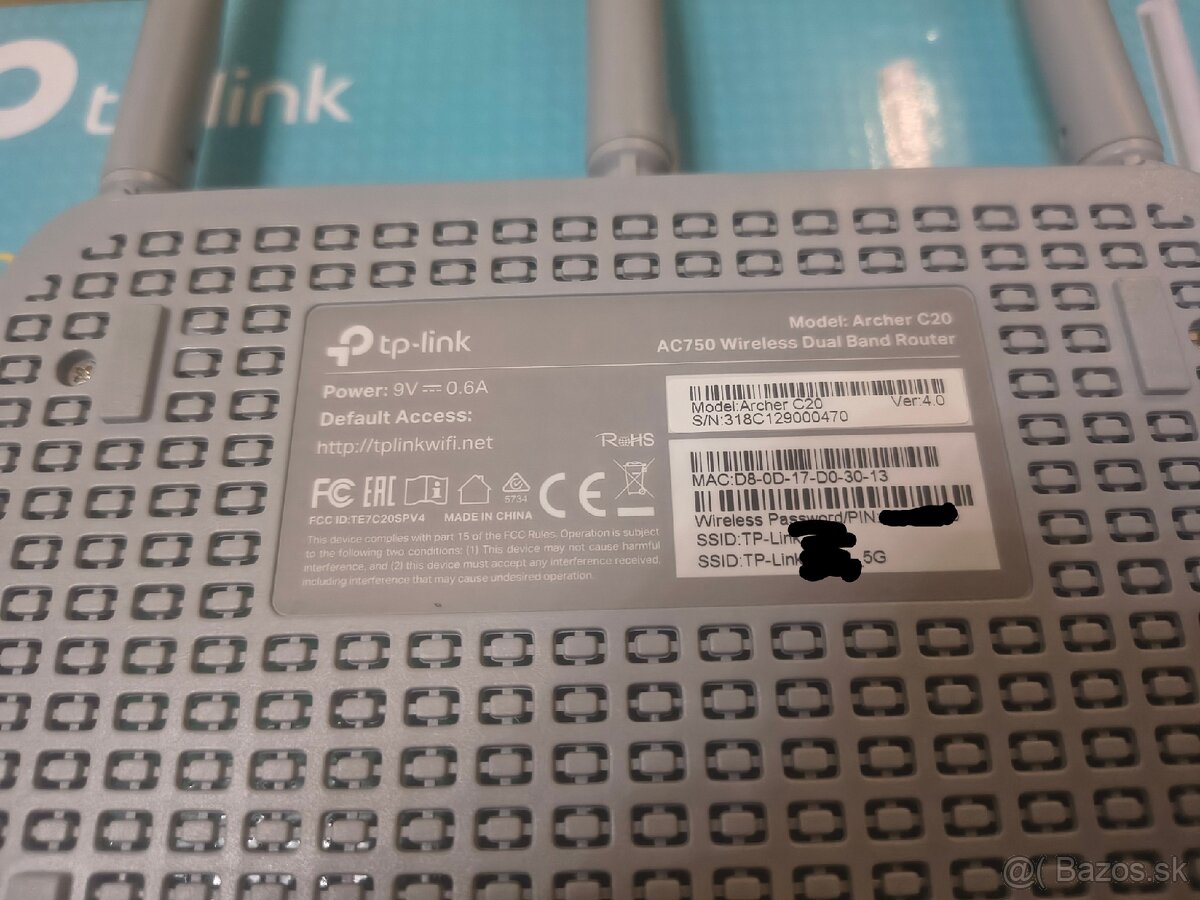 tp-link
tp-link
Model: Archer C20
AC750 Wireless Dual Band Router
Power: 9V 0.6A
Default Access:
http://tplinkwifi.net
RoHS
FC EAC CE
5734
FCC ID:TE7C20SPV4 MADE IN CHINA
This device complies with part 15 of the FCC Rules. Operation is subject
to the following two conditions: (1) This device may not cause harmful
interference, and (2) this device must accept any interference received,
including interference that may cause undesired operation.
Model:Archer C20 Ver:4.0
S/N:318C129000470
MAC:D8-0D-17-D0-30-13
Wireless Password/PIN:
SSID:TP-Link
SSID:TP-Link 5G
@( Bazos.sk